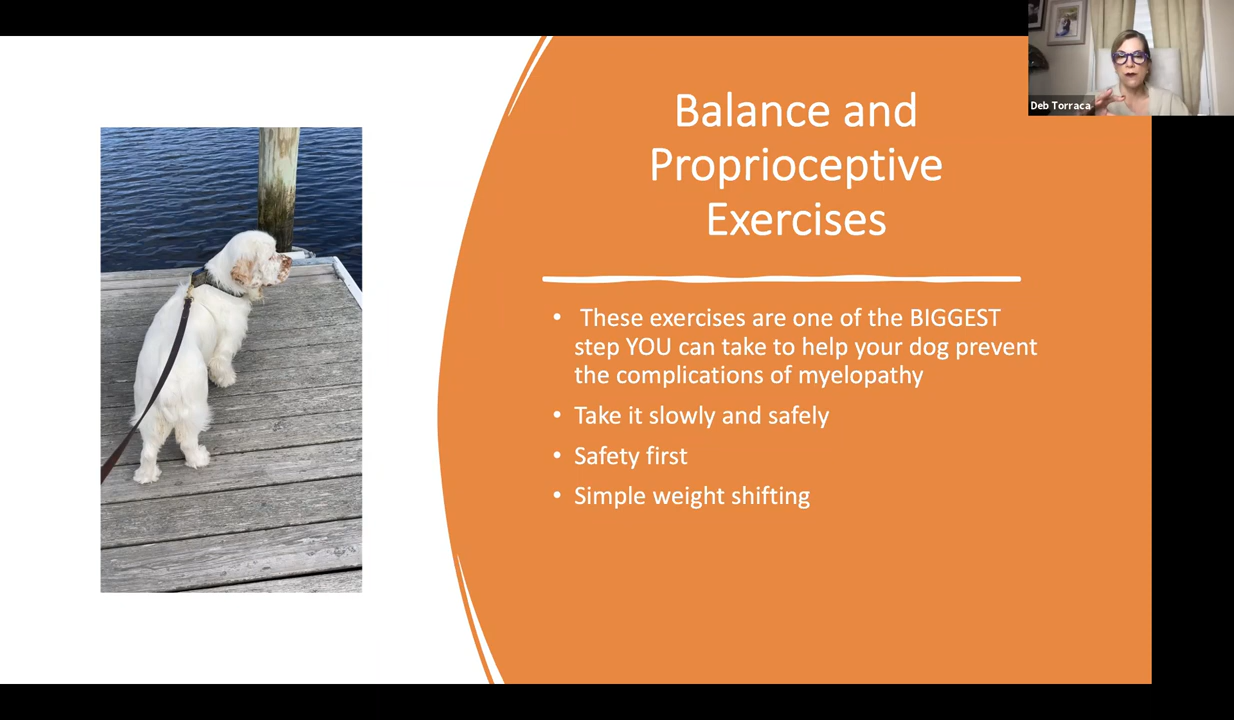 Deb Torraca
Balance and
Proprioceptive
Exercises
• These exercises are one of the BIGGEST
step YOU can take to help your dog prevent
the complications of myelopathy
• Take it slowly and safely
• Safety first
• Simple weight shifting